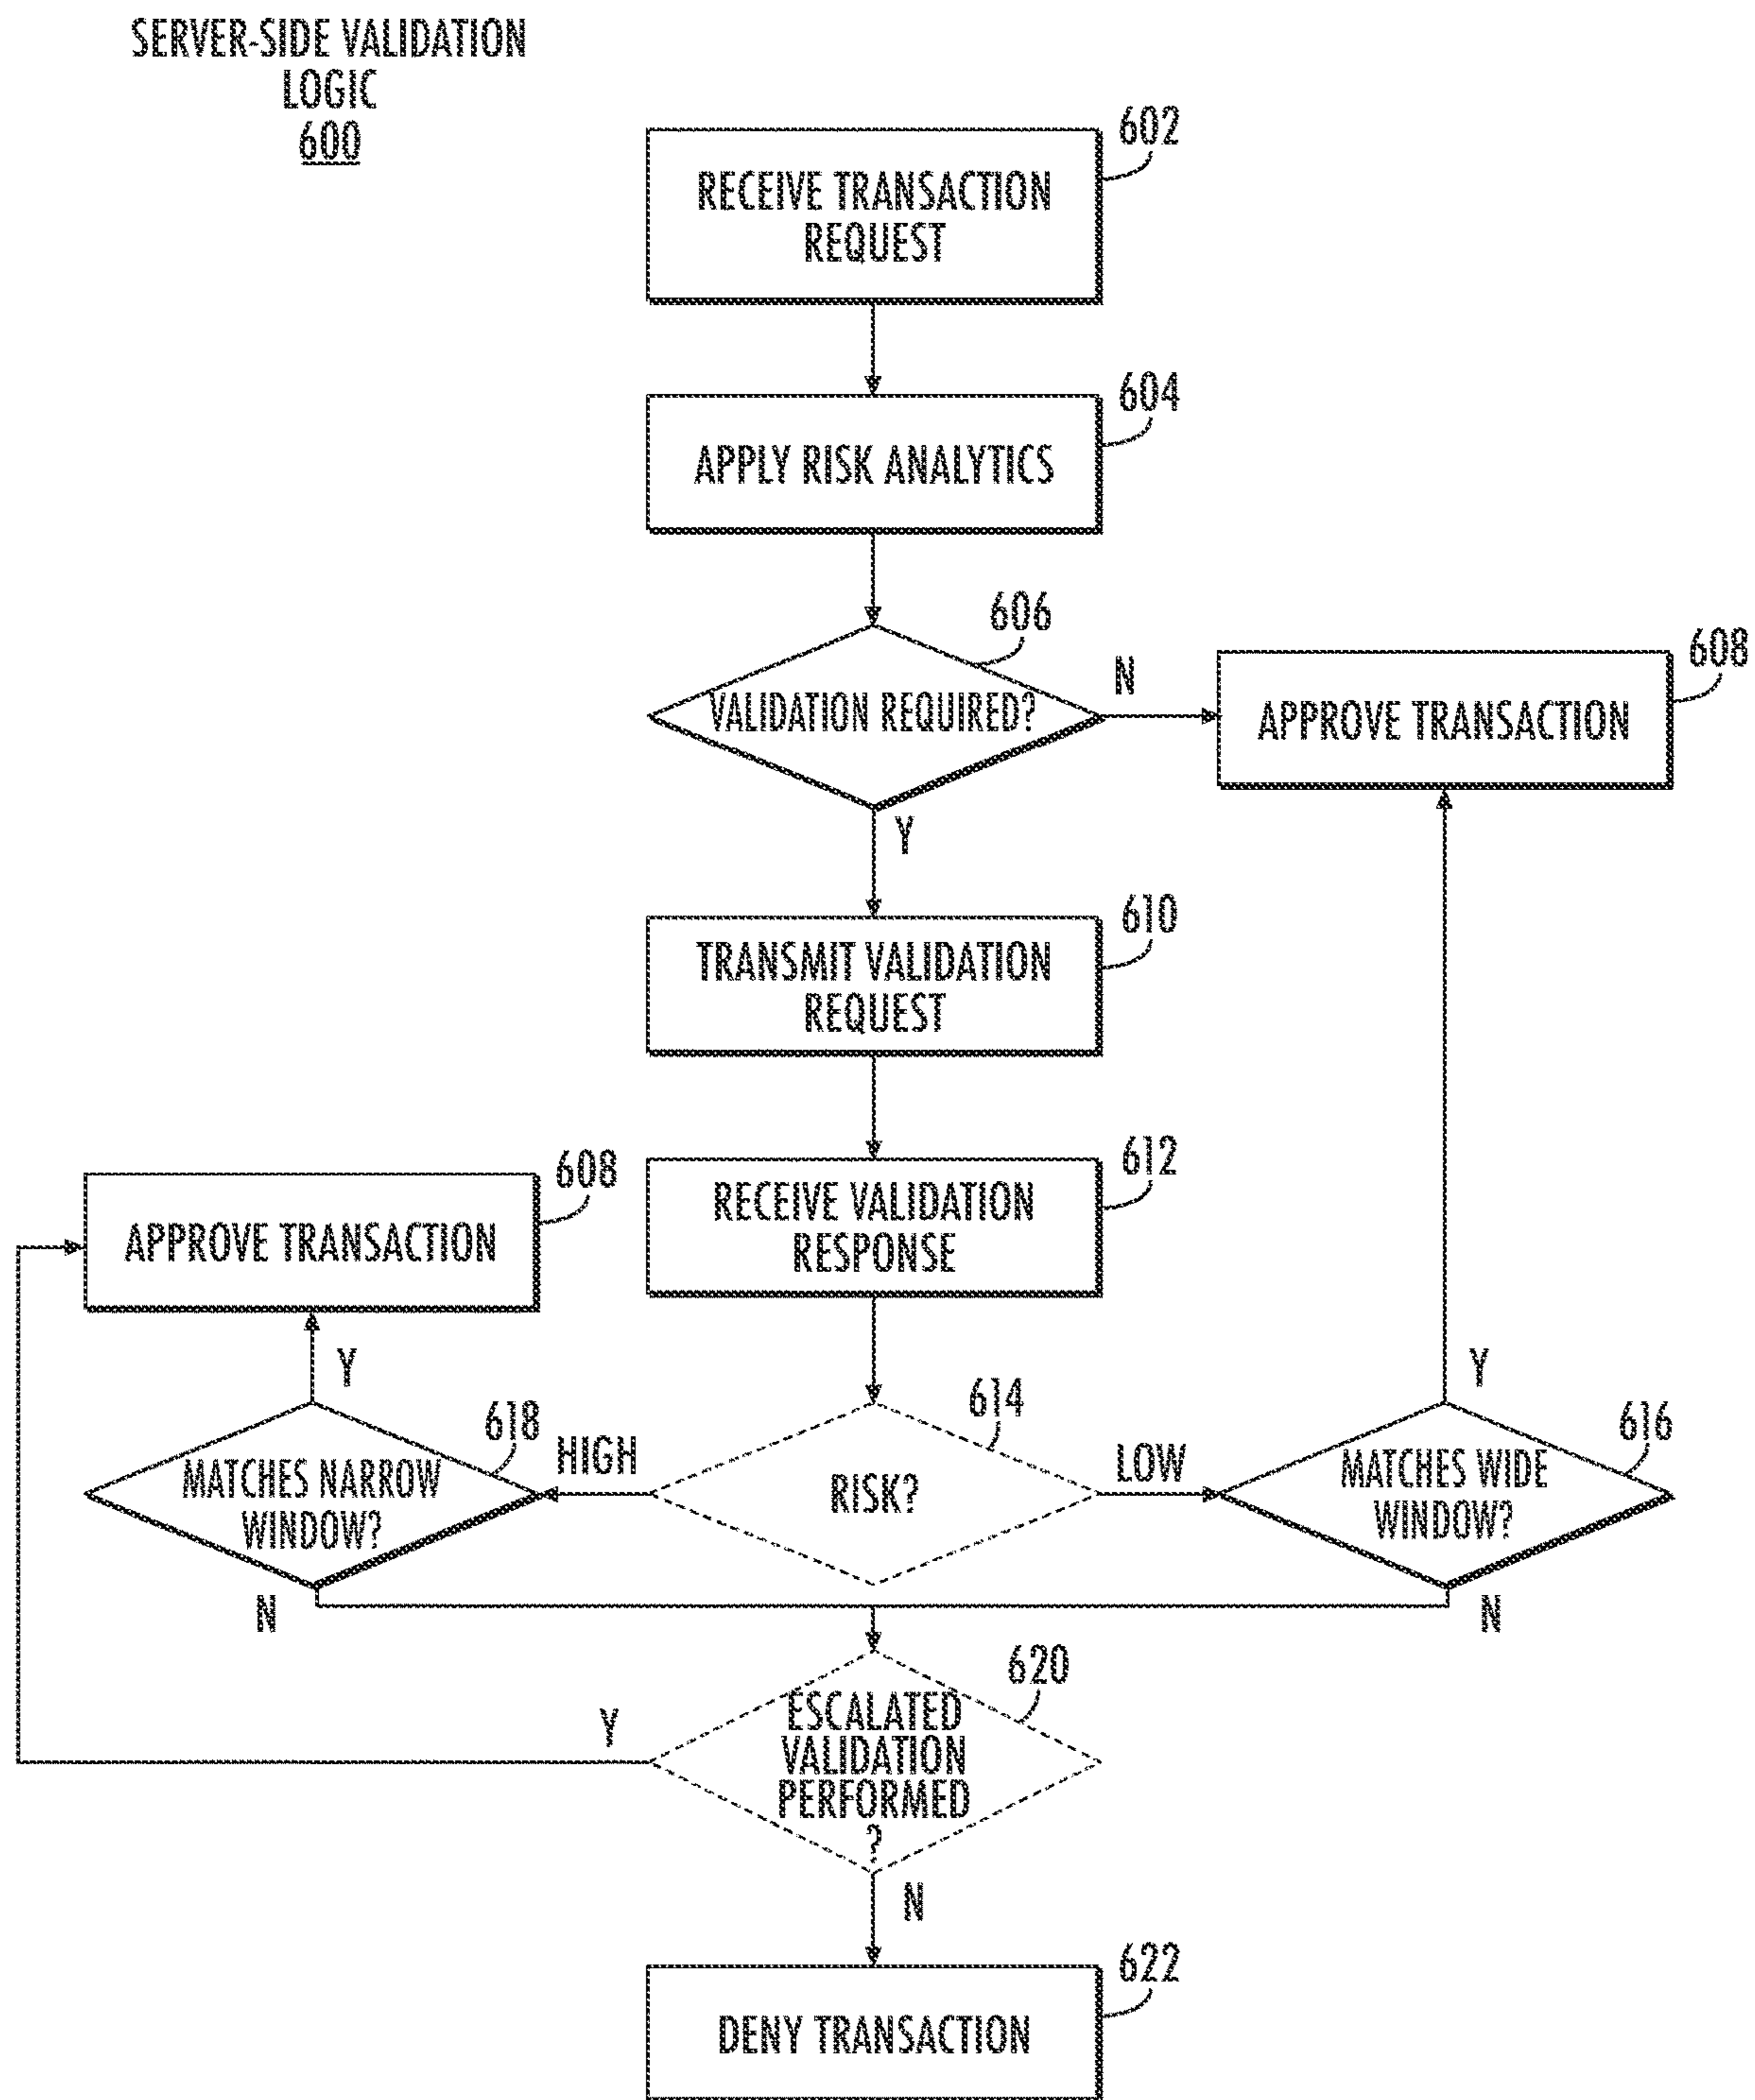 SERVER-SIDE VALIDATION
LOGIC
600
602
RECEIVE TRANSACTION
REQUEST
604
APPLY RISK ANALYTICS
606
VALIDATION REQUIRED?
N
608
APPROVE TRANSACTION
Y
610
TRANSMIT VALIDATION
REQUEST
612
RECEIVE VALIDATION
RESPONSE
608
APPROVE TRANSACTION
Y
618
MATCHES NARROW
WINDOW?
HIGH
614
RISK?
LOW
Y
616
MATCHES WIDE
WINDOW?
N
N
620
Y
ESCALATED
VALIDATION
PERFORMED
?
N
622
DENY TRANSACTION